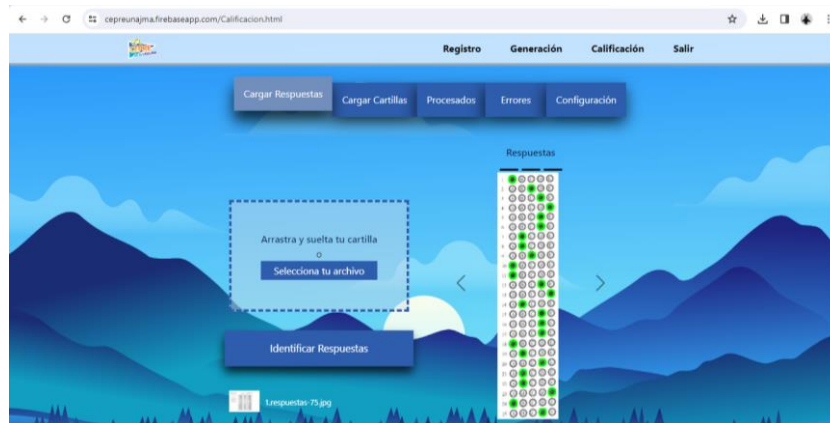 cepreunajma.firebaseapp.com/Calificacion.html
Registro Generación Calificación Salir
Cargar Respuestas Cargar Cartillas Procesados Errores Configuración
Respuestas
Arrastra y suelta tu cartilla
o
Selecciona tu archivo
Identificar Respuestas
1.respuestas-75.jpg